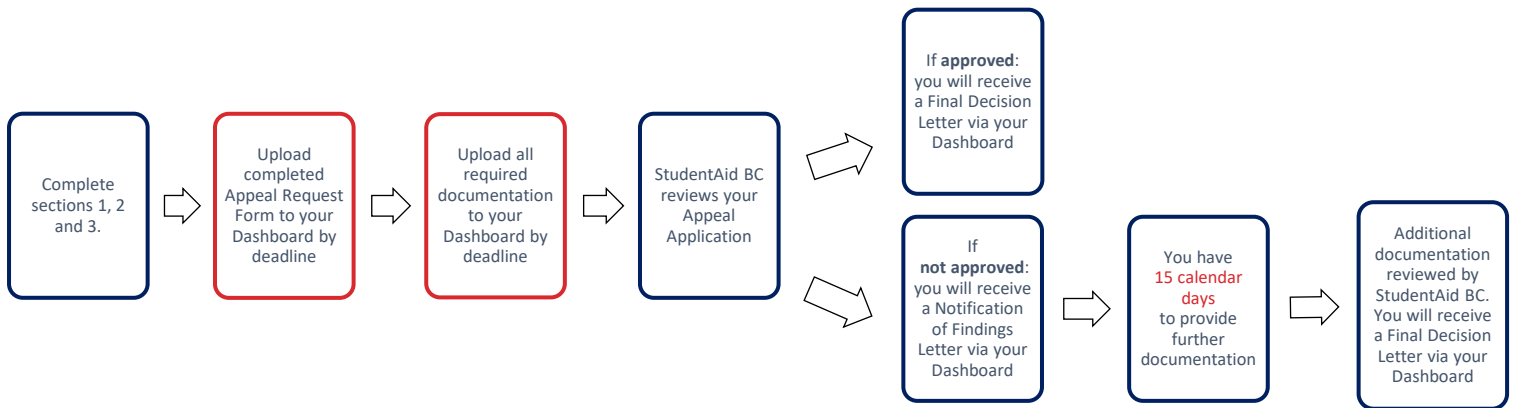 Complete
sections 1, 2
and 3.
Upload
completed
Appeal Request
Form to your
Dashboard by
deadline
Upload all
required
documentation
to your
Dashboard by
deadline
StudentAid BC
reviews your
Appeal
Application
If approved:
you will receive
a Final Decision
Letter via your
Dashboard
If
not approved:
you will receive
a Notification
of Findings
Letter via your
Dashboard
You have
15 calendar
days
to provide
further
documentation
Additional
documentation
reviewed by
StudentAid BC.
You will receive
a Final Decision
Letter via your
Dashboard